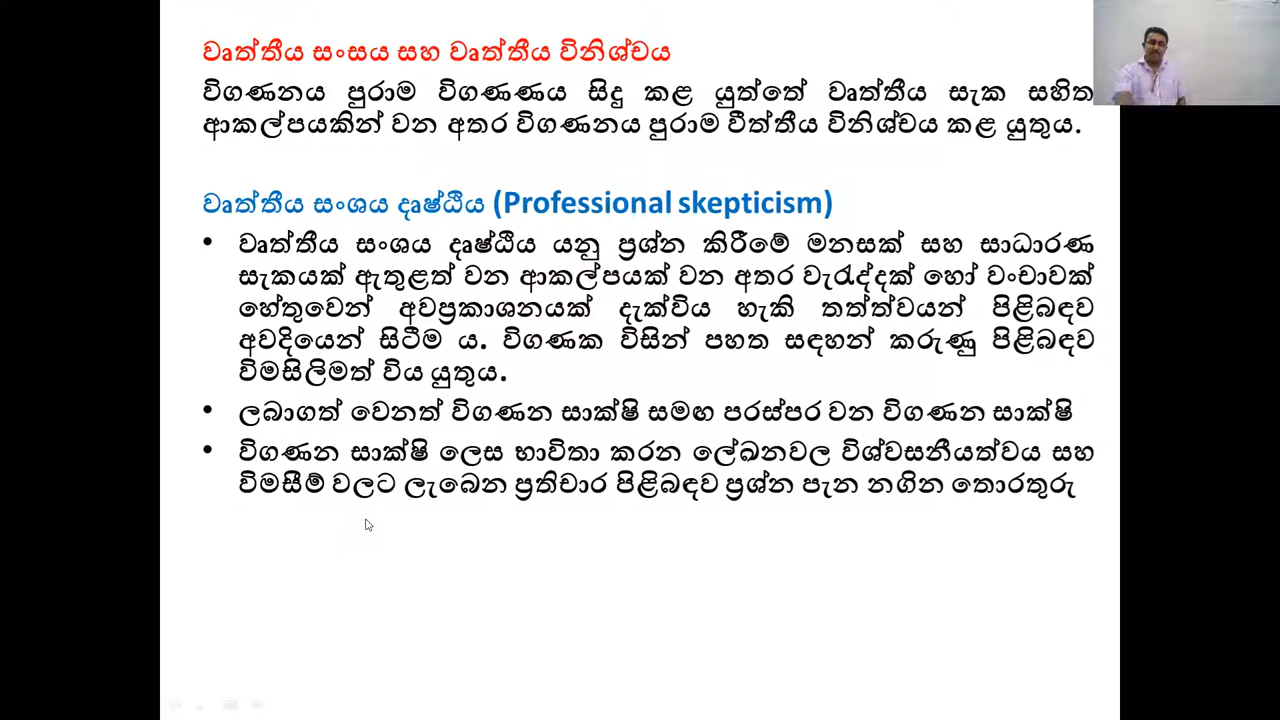 වෘත්තීය සංසය සහ වෘත්තීය විනිශ්චය
විගණනය පුරාම විගණණය සිදු කළ යුත්තේ වෘත්තීය සැක සහිත
ආකල්පයකින් වන අතර විගණනය පුරාම වීත්තීය විනිශ්චය කළ යුතුය.
වෘත්තීය සංශය දෘෂ්ඨිය (Professional skepticism)
• වෘත්තීය සංශය දෘෂ්ඨිය යනු ප්‍රශ්න කිරීමේ මනසක් සහ සාධාරණ
සැකයක් ඇතුළත් වන ආකල්පයක් වන අතර වැරැද්දක් හෝ වංචාවක්
හේතුවෙන් අවප්‍රකාශනයක් දැක්විය හැකි තත්ත්වයන් පිළිබඳව
අවදියෙන් සිටීම ය. විගණක විසින් පහත සඳහන් කරුණු පිළිබඳව
විමසිලිමත් විය යුතුය.
• ලබාගත් වෙනත් විගණන සාක්ෂි සමඟ පරස්පර වන විගණන සාක්ෂි
• විගණන සාක්ෂි ලෙස භාවිතා කරන ලේඛනවල විශ්වසනීයත්වය සහ
විමසීම් වලට ලැබෙන ප්‍රතිචාර පිළිබඳව ප්‍රශ්න පැන නගින තොරතුරු